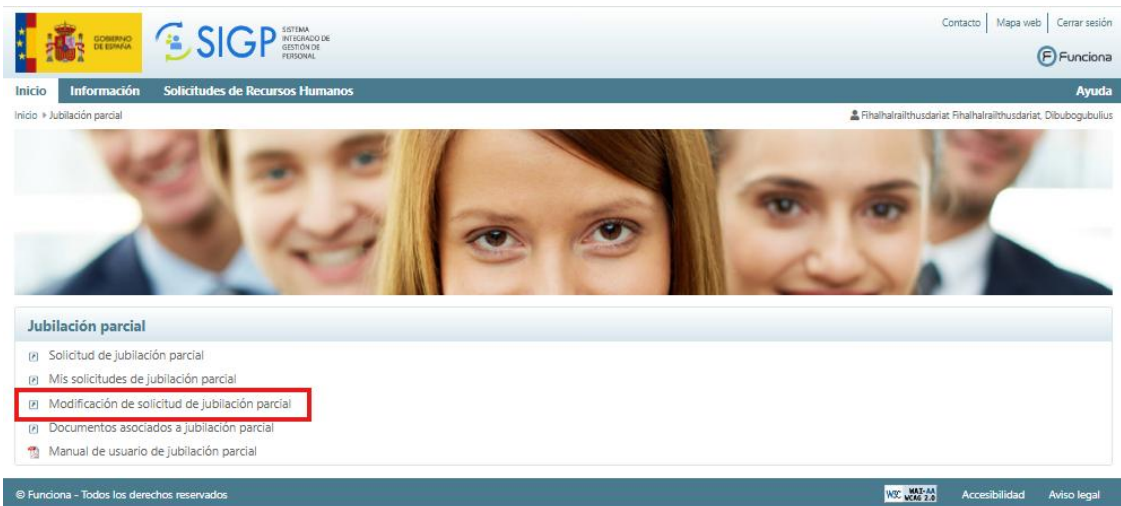 Contacto | Mapa web | Cerrar sesión
GOBIERNO
DE ESPAÑA
SIGP
SISTEMA
INTEGRADO DE
GESTIÓN DE
PERSONAL
Funciona
Inicio Información Solicitudes de Recursos Humanos Ayuda
Inicio Jubilación parcial
Fihalhalrailthusdariat Fihalhalrailthusdariat, Dibubogubulius
Jubilación parcial
Solicitud de jubilación parcial
Mis solicitudes de jubilación parcial
Modificación de solicitud de jubilación parcial
Documentos asociados a jubilación parcial
Manual de usuario de jubilación parcial
© Funciona - Todos los derechos reservados
W3C WAI-AA
WCAG 2.0
Accesibilidad Aviso legal